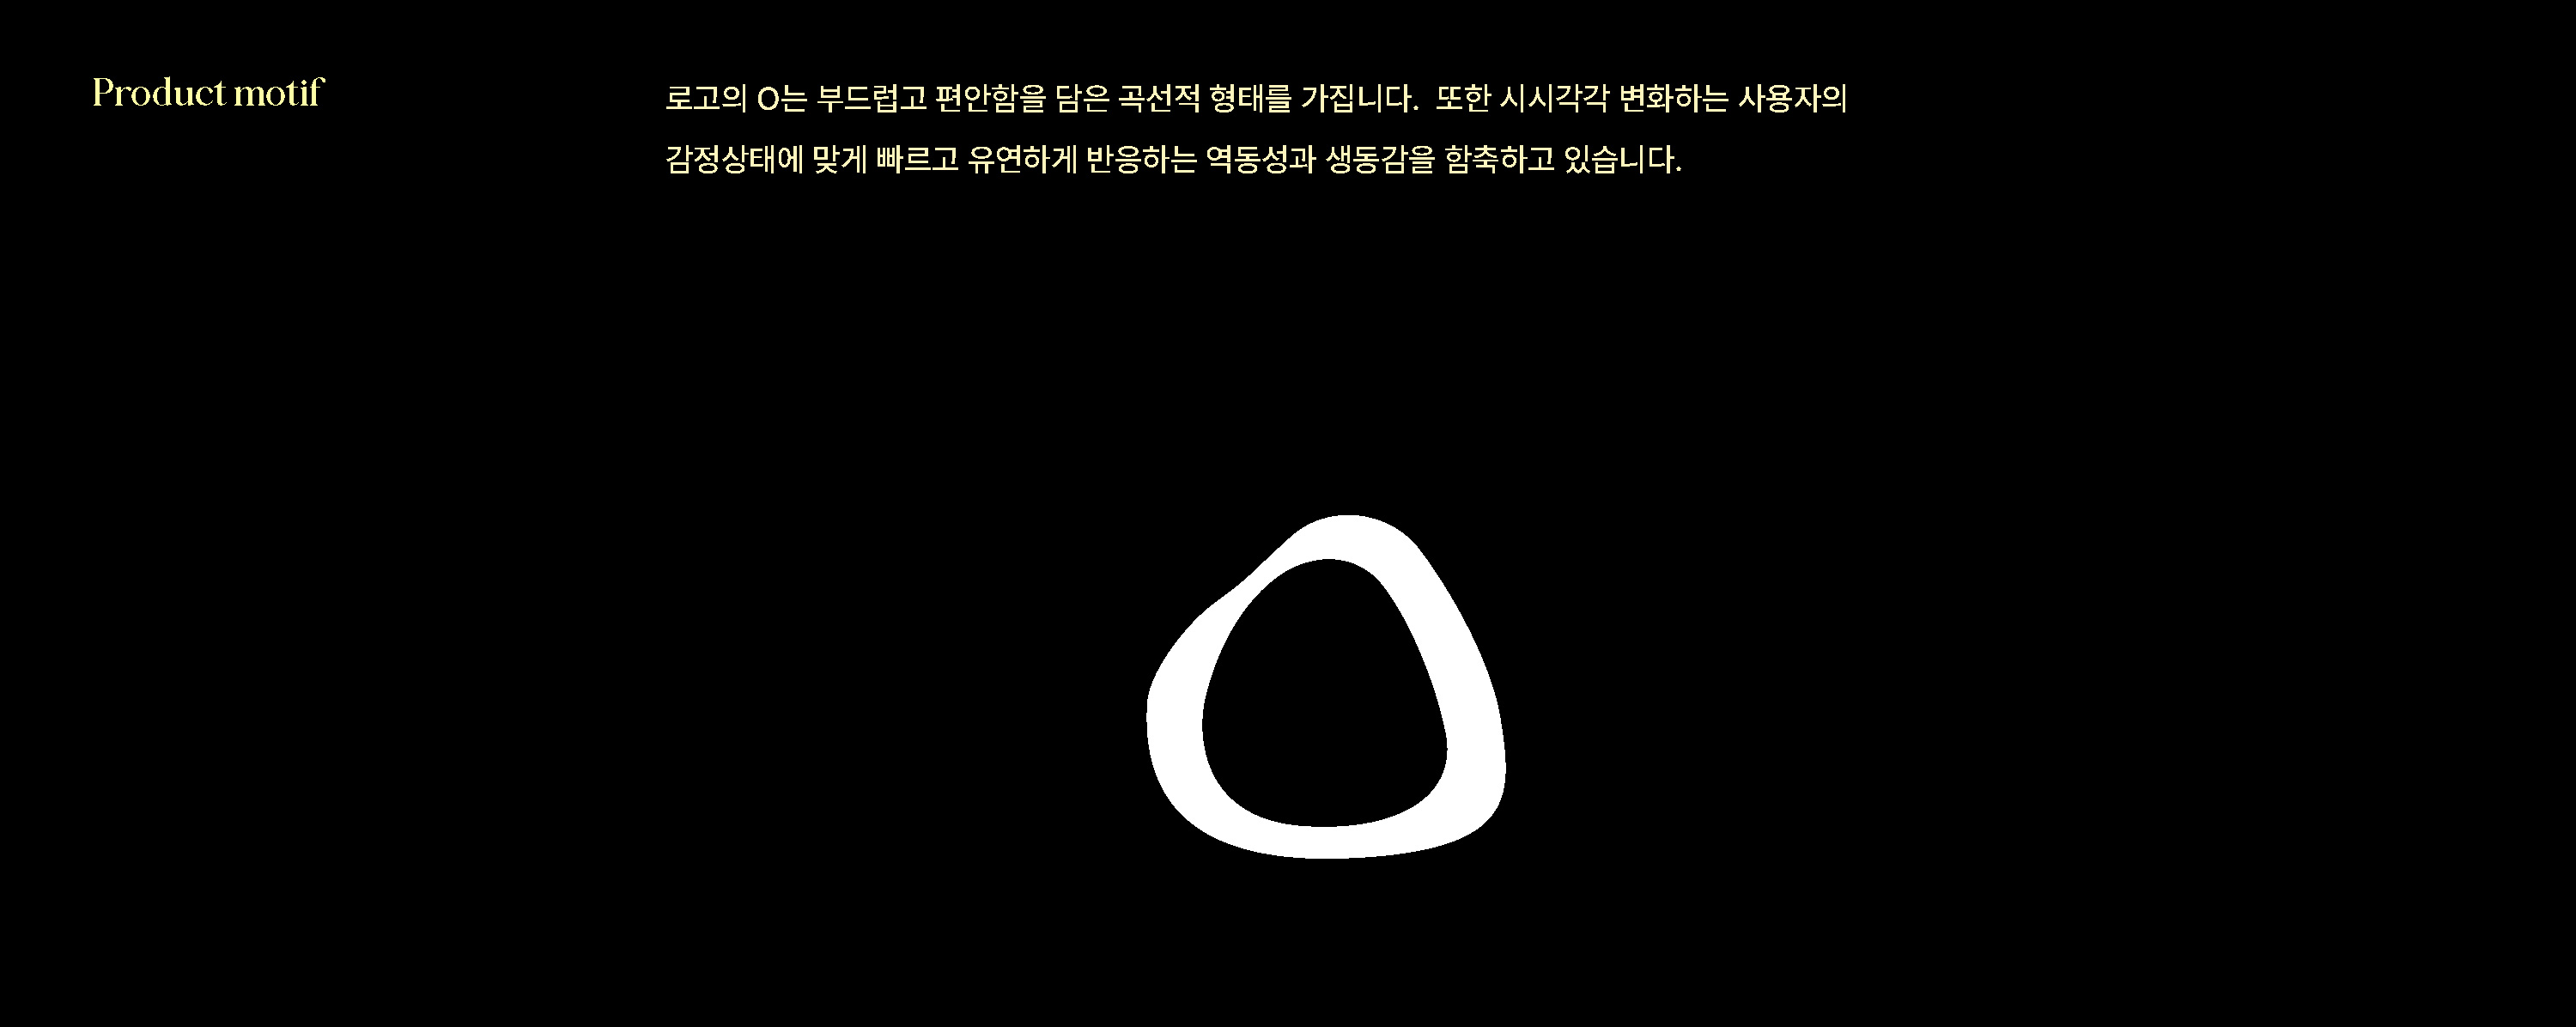 Product motif
로고의 O는 부드럽고 편안함을 담은 곡선적 형태를 가집니다. 또한 시시각각 변화하는 사용자의
감정상태에 맞게 빠르고 유연하게 반응하는 역동성과 생동감을 함축하고 있습니다.